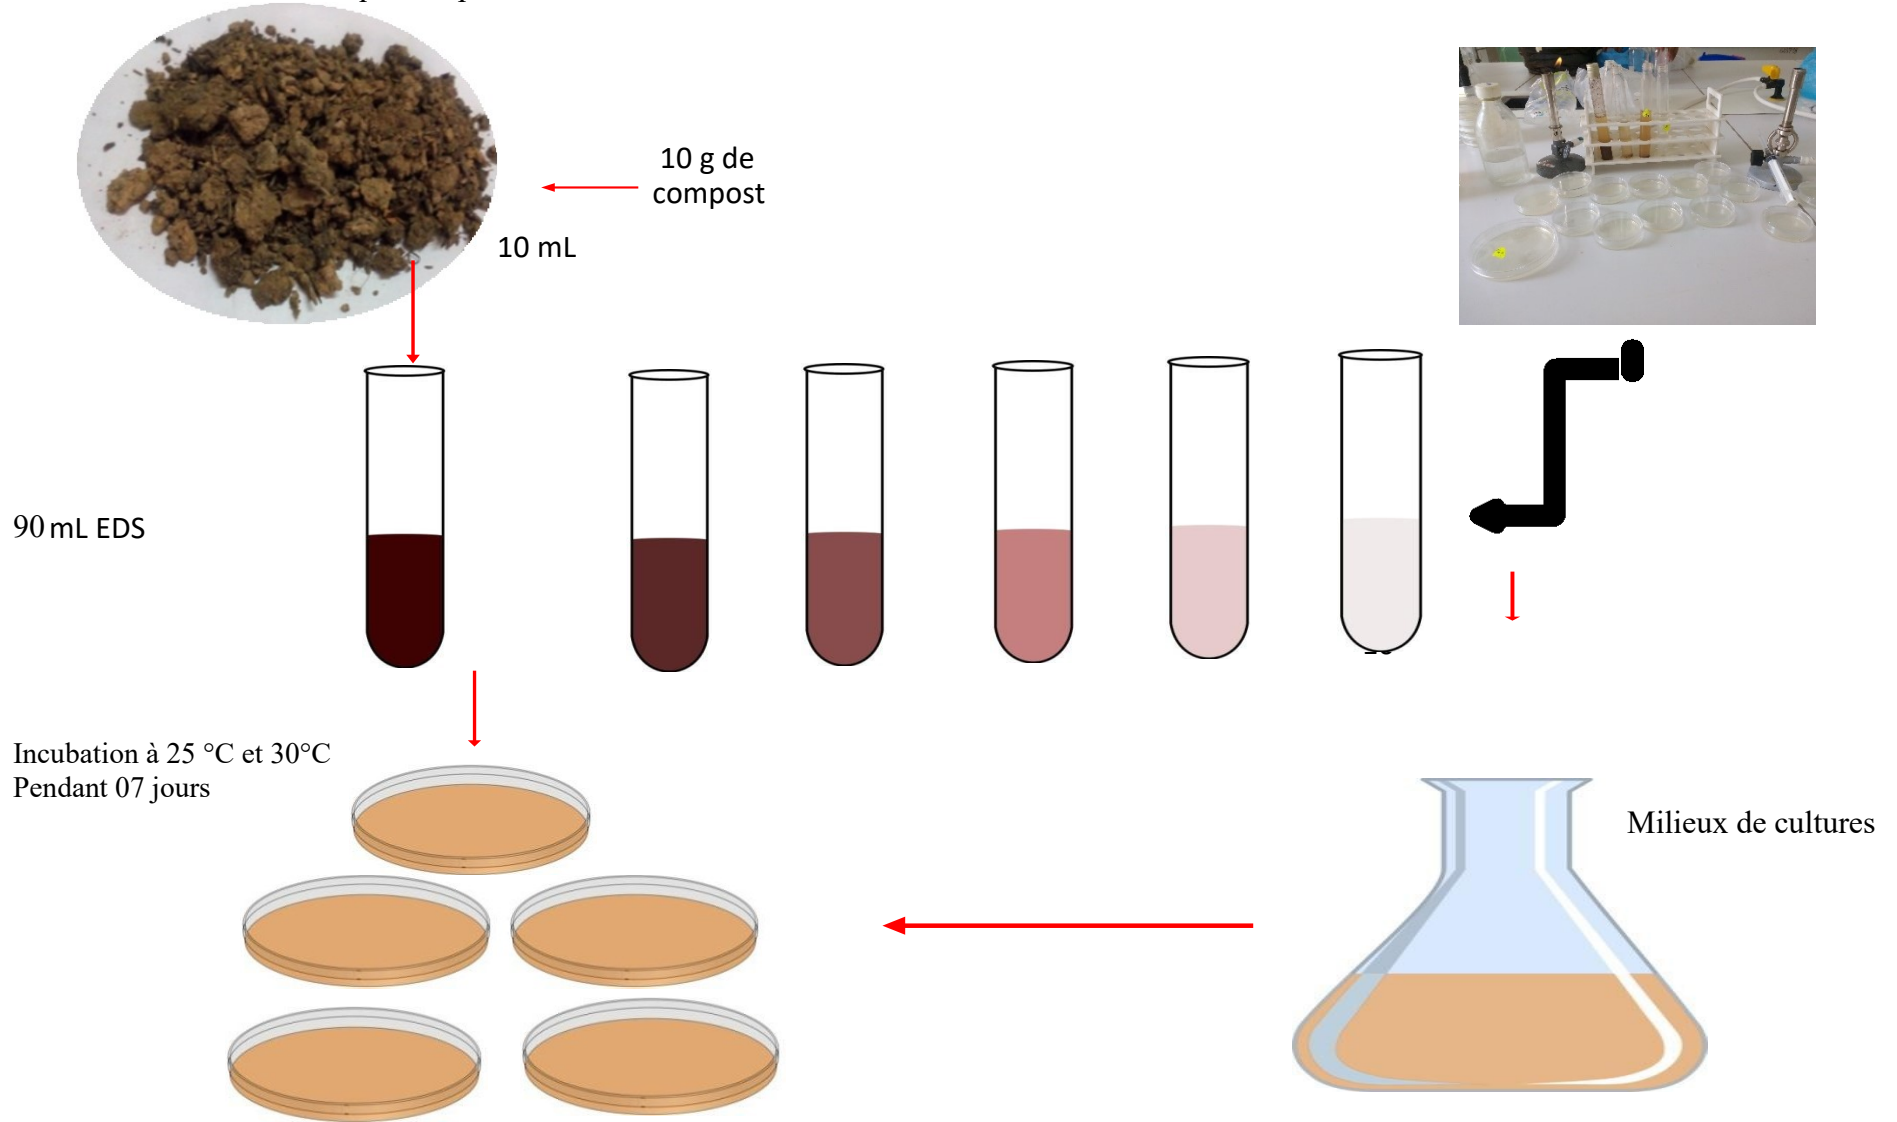 10 g de
compost
10 mL
90 mL EDS
Incubation à 25 °C et 30°C
Pendant 07 jours
Milieux de cultures